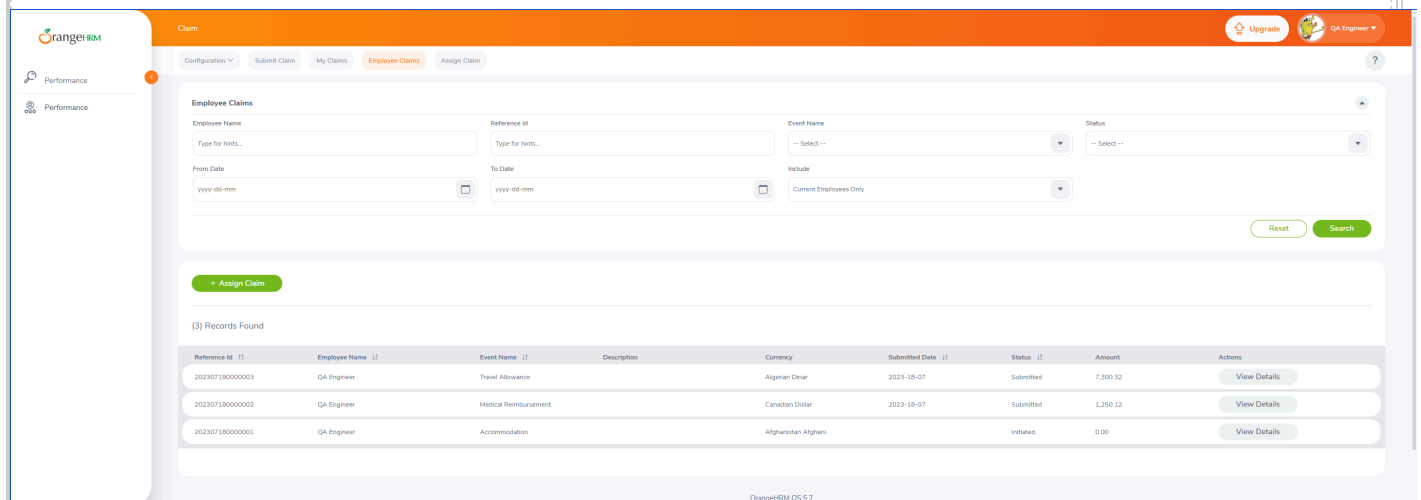 OrangeHRM
Claim
Upgrade
QA Engineer
Configuration
Submit Claim
My Claims
Employee Claims
Assign Claim
?
Performance
Performance
Employee Claims
Employee Name
Reference Id
Event Name
Status
Type for hints...
Type for hints...
-- Select --
-- Select --
From Date
To Date
Include
yyyy-dd-mm
yyyy-dd-mm
Current Employees Only
Reset
Search
+ Assign Claim
(3) Records Found
Reference Id Employee Name Event Name Description Currency Submitted Date Status Amount Actions
202307180000003 QA Engineer Travel Allowance Algerian Dinar 2023-18-07 Submitted 7,300.32 View Details
202307180000002 QA Engineer Medical Reimbursement Canadian Dollar 2023-18-07 Submitted 1,250.12 View Details
202307180000001 QA Engineer Accommodation Afghanistan Afghani Initiated 0.00 View Details
OrangeHRM OS 5.7